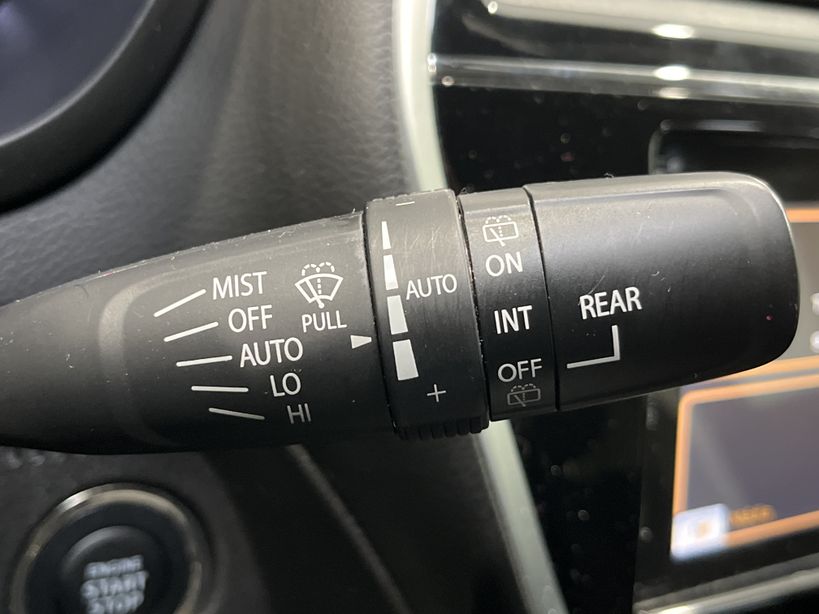 MIST
OFF
AUTO
LO
HI
PULL
−
AUTO
+
ON
INT
OFF
REAR
ENGINE
START
STOP